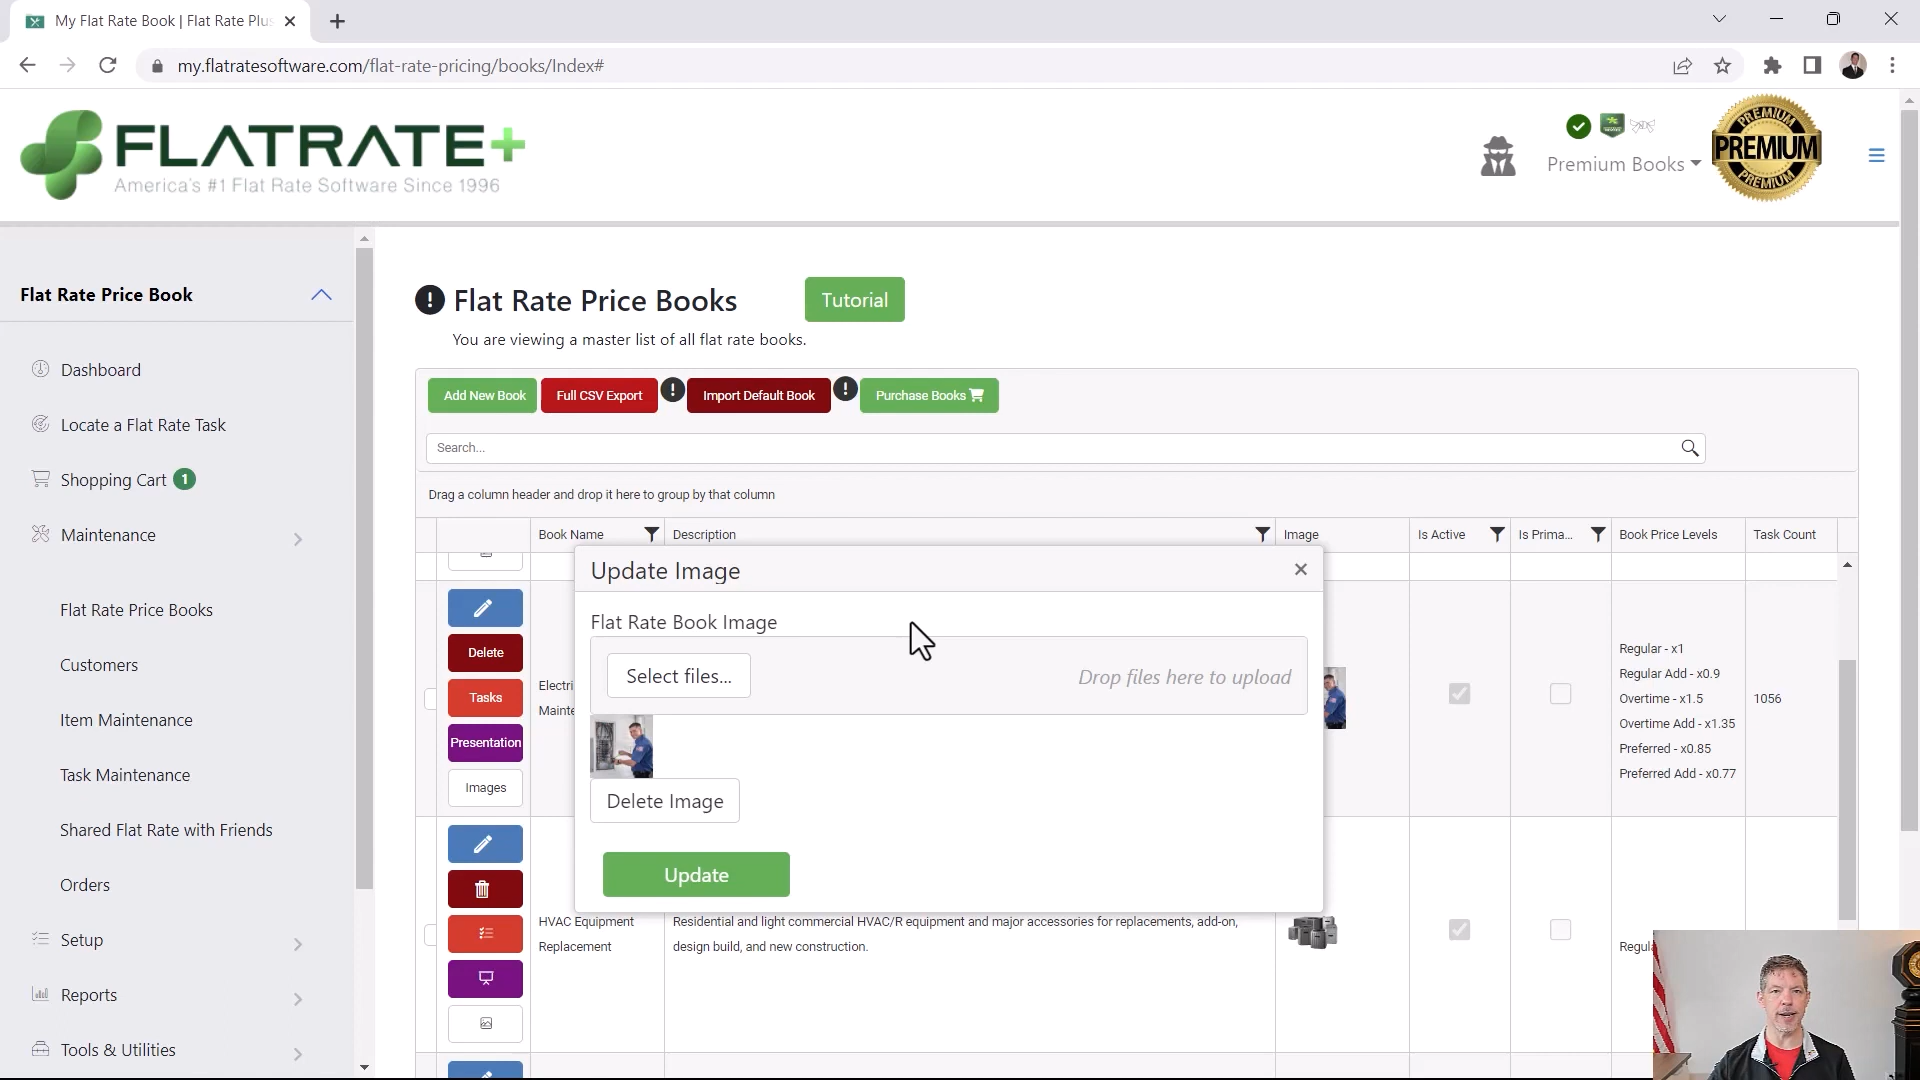 My Flat Rate Book | Flat Rate Plus
my.flatratesoftware.com/flat-rate-pricing/books/Index#
FLATRATE+
America's #1 Flat Rate Software Since 1996
Premium Books
PREMIUM
PREMIUM
PREMIUM
Flat Rate Price Book
Dashboard
Locate a Flat Rate Task
Shopping Cart 1
Maintenance
Flat Rate Price Books
Customers
Item Maintenance
Task Maintenance
Shared Flat Rate with Friends
Orders
Setup
Reports
Tools & Utilities
Flat Rate Price Books
Tutorial
You are viewing a master list of all flat rate books.
Add New Book Full CSV Export Import Default Book Purchase Books
Search...
Drag a column header and drop it here to group by that column
Book Name Description Image Is Active Is Prima... Book Price Levels Task Count
Delete
Tasks
Presentation
Images
Electri
Mainte
Update Image
Flat Rate Book Image
Select files...
Drop files here to upload
Delete Image
Update
Regular - x1
Regular Add - x0.9
Overtime - x1.5
Overtime Add - x1.35
Preferred - x0.85
Preferred Add - x0.77
1056
HVAC Equipment
Replacement
Residential and light commercial HVAC/R equipment and major accessories for replacements, add-on,
design build, and new construction.
Regula